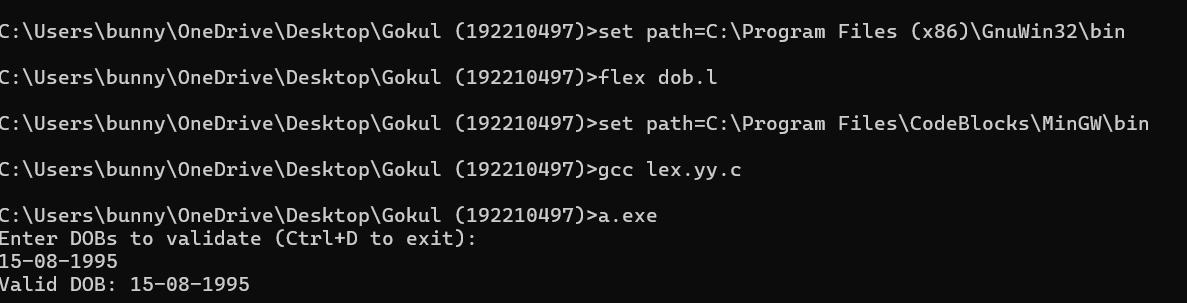 C:\Users\bunny\OneDrive\Desktop\Gokul (192210497)>set path=C:\Program Files (x86)\GnuWin32\bin
C:\Users\bunny\OneDrive\Desktop\Gokul (192210497)>flex dob.l
C:\Users\bunny\OneDrive\Desktop\Gokul (192210497)>set path=C:\Program Files\CodeBlocks\MinGW\bin
C:\Users\bunny\OneDrive\Desktop\Gokul (192210497)>gcc lex.yy.c
C:\Users\bunny\OneDrive\Desktop\Gokul (192210497)>a.exe
Enter DOBs to validate (Ctrl+D to exit):
15-08-1995
Valid DOB: 15-08-1995